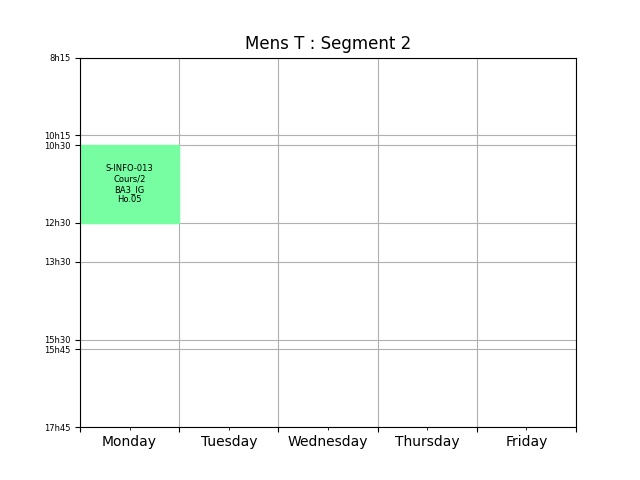 Mens T : Segment 2
8h15
10h15
10h30
S-INFO-013
Cours/2
BA3_IG
Ho.05
12h30
13h30
15h30
15h45
17h45
Monday Tuesday Wednesday Thursday Friday